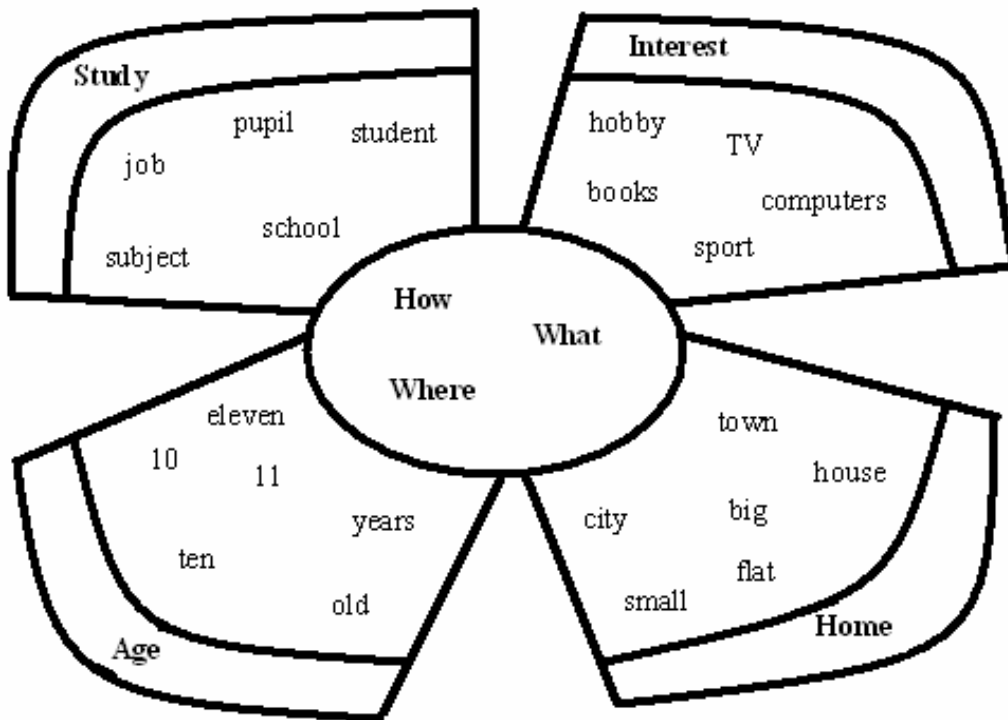 Study
pupil
student
job
school
subject
Interest
hobby
TV
books
computers
sport
How
What
Where
eleven
10
11
years
ten
old
Age
town
house
city
big
flat
small
Home